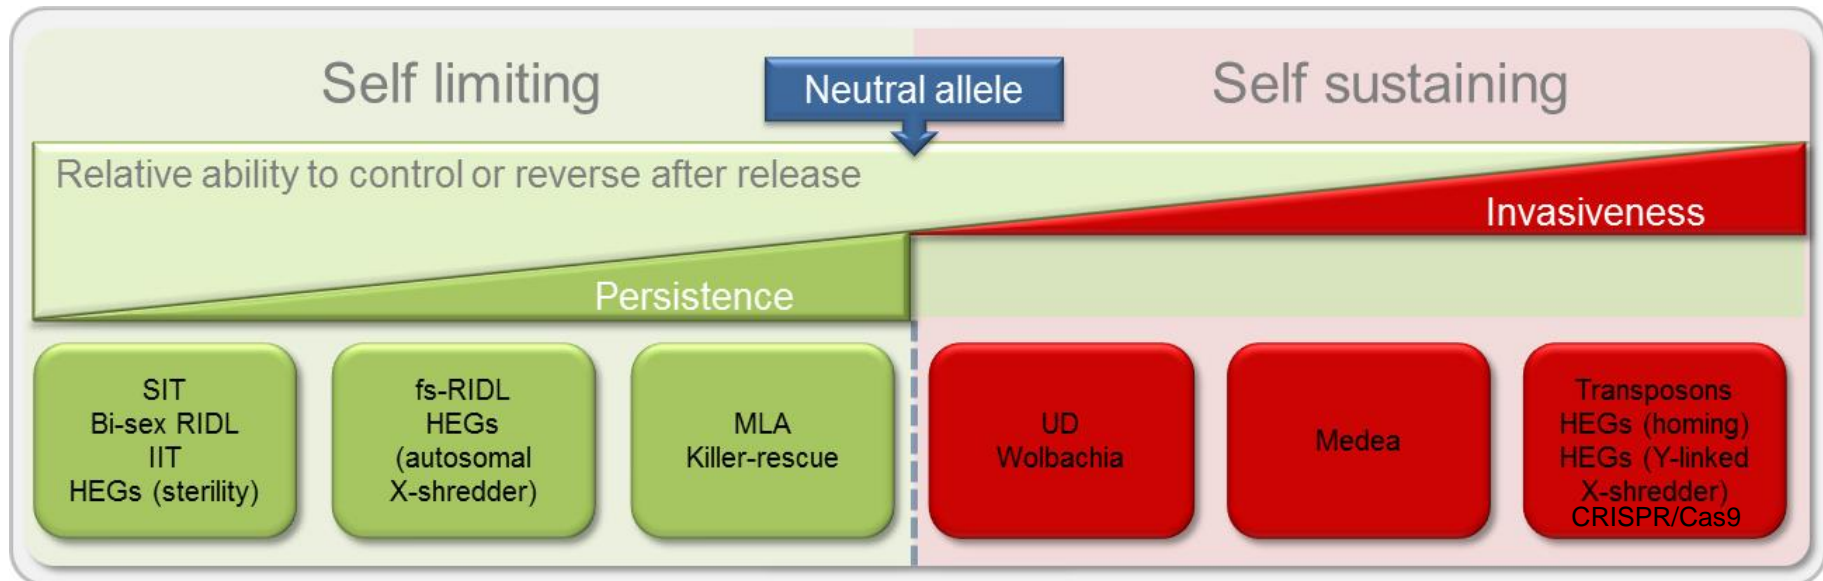 Self limiting
Neutral allele
Self sustaining
Relative ability to control or reverse after release
Invasiveness
Persistence
SIT
Bi-sex RIDL
IIT
HEGs (sterility)
fs-RIDL
HEGs
(autosomal
X-shredder)
MLA
Killer-rescue
UD
Wolbachia
Medea
Transposons
HEGs (homing)
HEGs (Y-linked
X-shredder)
CRISPR/Cas9